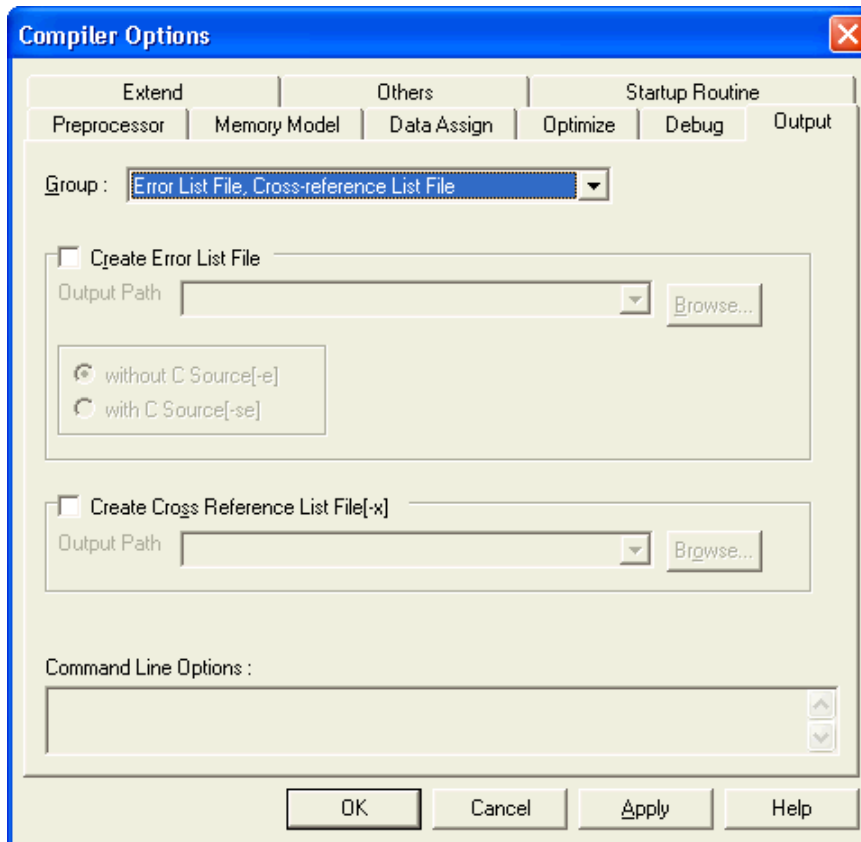 Compiler Options
Extend Others Startup Routine
Preprocessor Memory Model Data Assign Optimize Debug Output
Group : Error List File, Cross-reference List File
Create Error List File
Output Path Browse...
without C Source[-e]
with C Source[-se]
Create Cross Reference List File[-x]
Output Path Browse...
Command Line Options :
OK Cancel Apply Help